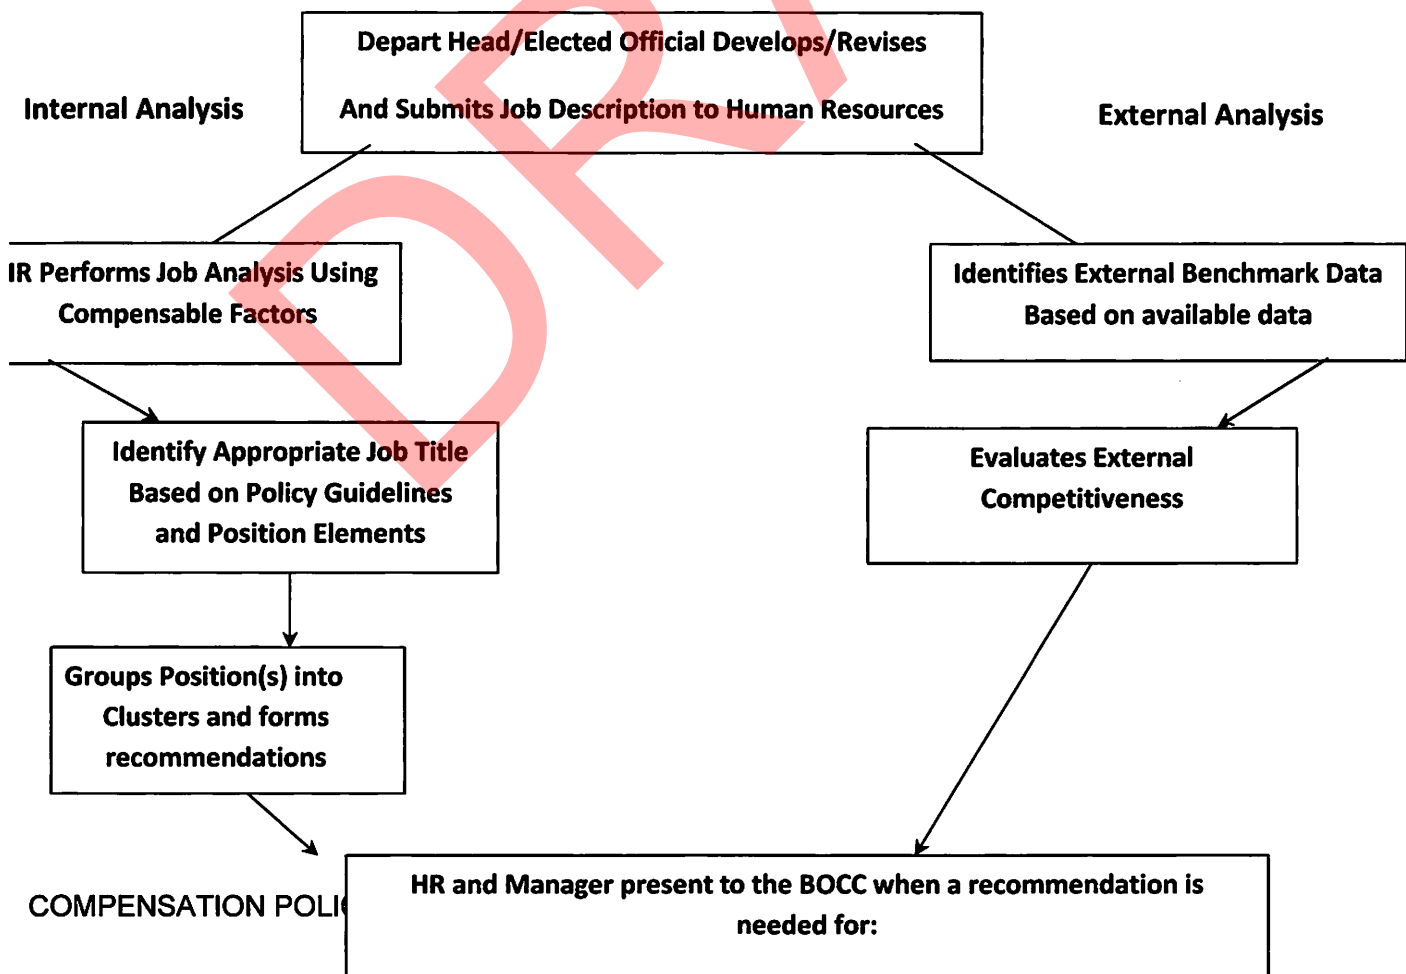 Depart Head/Elected Official Develops/Revises
And Submits Job Description to Human Resources
Internal Analysis
External Analysis
IR Performs Job Analysis Using
Compensable Factors
Identifies External Benchmark Data
Based on available data
Identify Appropriate Job Title
Based on Policy Guidelines
and Position Elements
Evaluates External
Competitiveness
Groups Position(s) into
Clusters and forms
recommendations
HR and Manager present to the BOCC when a recommendation is
needed for:
COMPENSATION POLI
DRA